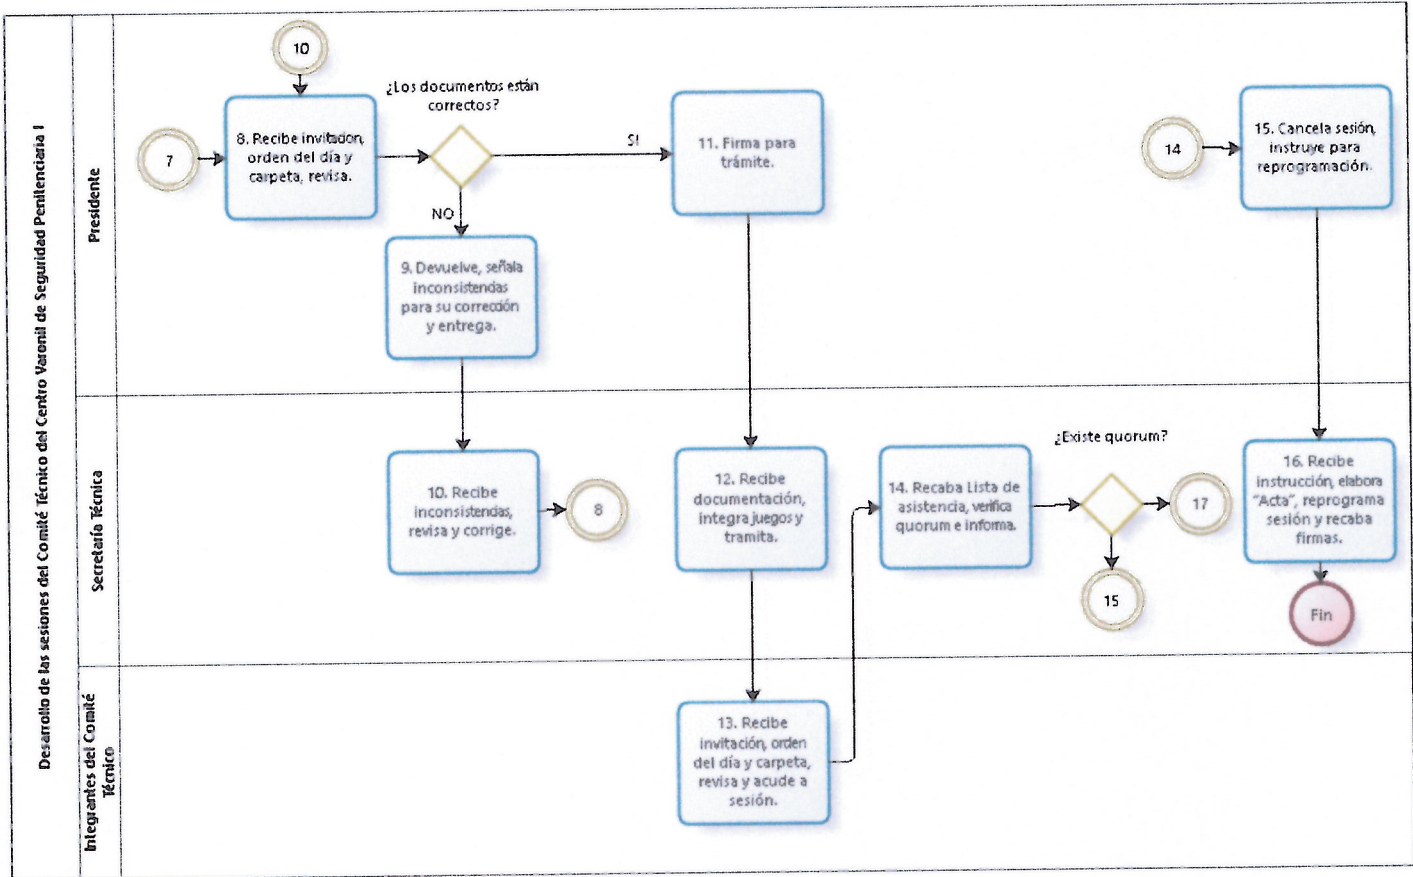 Desarrollo de las sesiones del Comité Técnico del Centro Varonil de Seguridad Penitenciaria I
Presidente
10
7
8. Recibe invitacion,
orden del día y
carpeta, revisa.
¿Los documentos están
correctos?
SI
NO
9. Devuelve, señala
inconsistencias
para su corrección
y entrega.
11. Firma para
trámite.
14
15. Cancela sesión,
instruye para
reprogramación.
Secretaría Técnica
10. Recibe
inconsistencias,
revisa y corrige.
8
12. Recibe
documentación,
integra juegos y
tramita.
14. Recaba Lista de
asistencia, verifica
quorum e informa.
¿Existe quorum?
17
15
16. Recibe
instrucción, elabora
“Acta”, reprograma
sesión y recaba
firmas.
Fin
Integrantes del Comité
Técnico
13. Recibe
invitación, orden
del día y carpeta,
revisa y acude a
sesión.